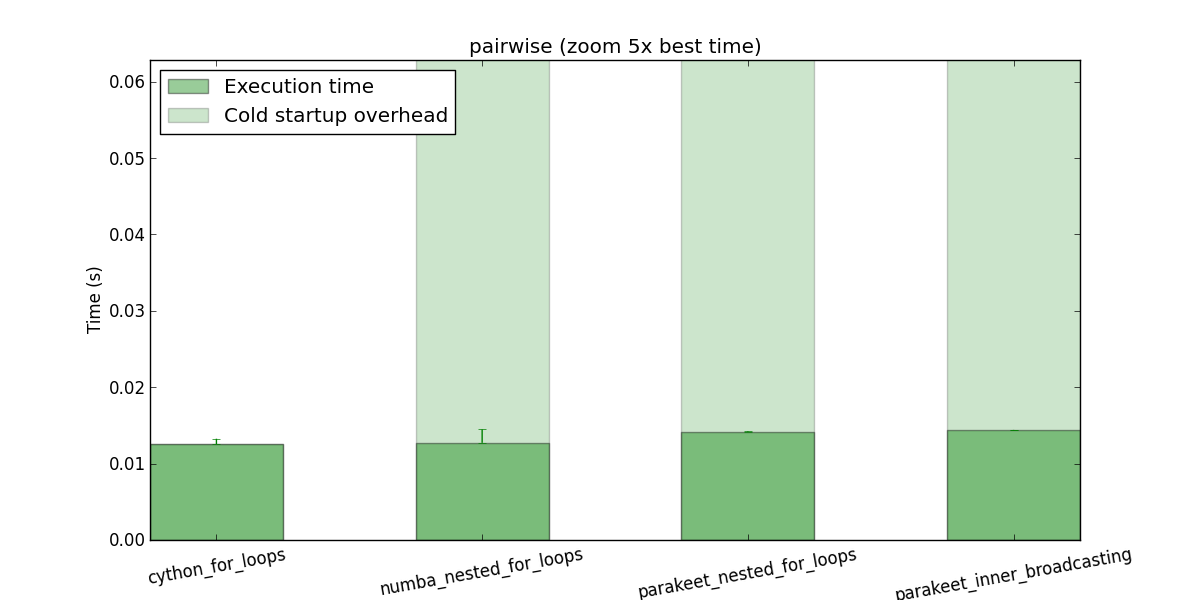 pairwise (zoom 5x best time)
Execution time
Cold startup overhead
Time (s)
0.06
0.05
0.04
0.03
0.02
0.01
0.00
cython_for_loops
numba_nested_for_loops
parakeet_nested_for_loops
parakeet_inner_broadcasting